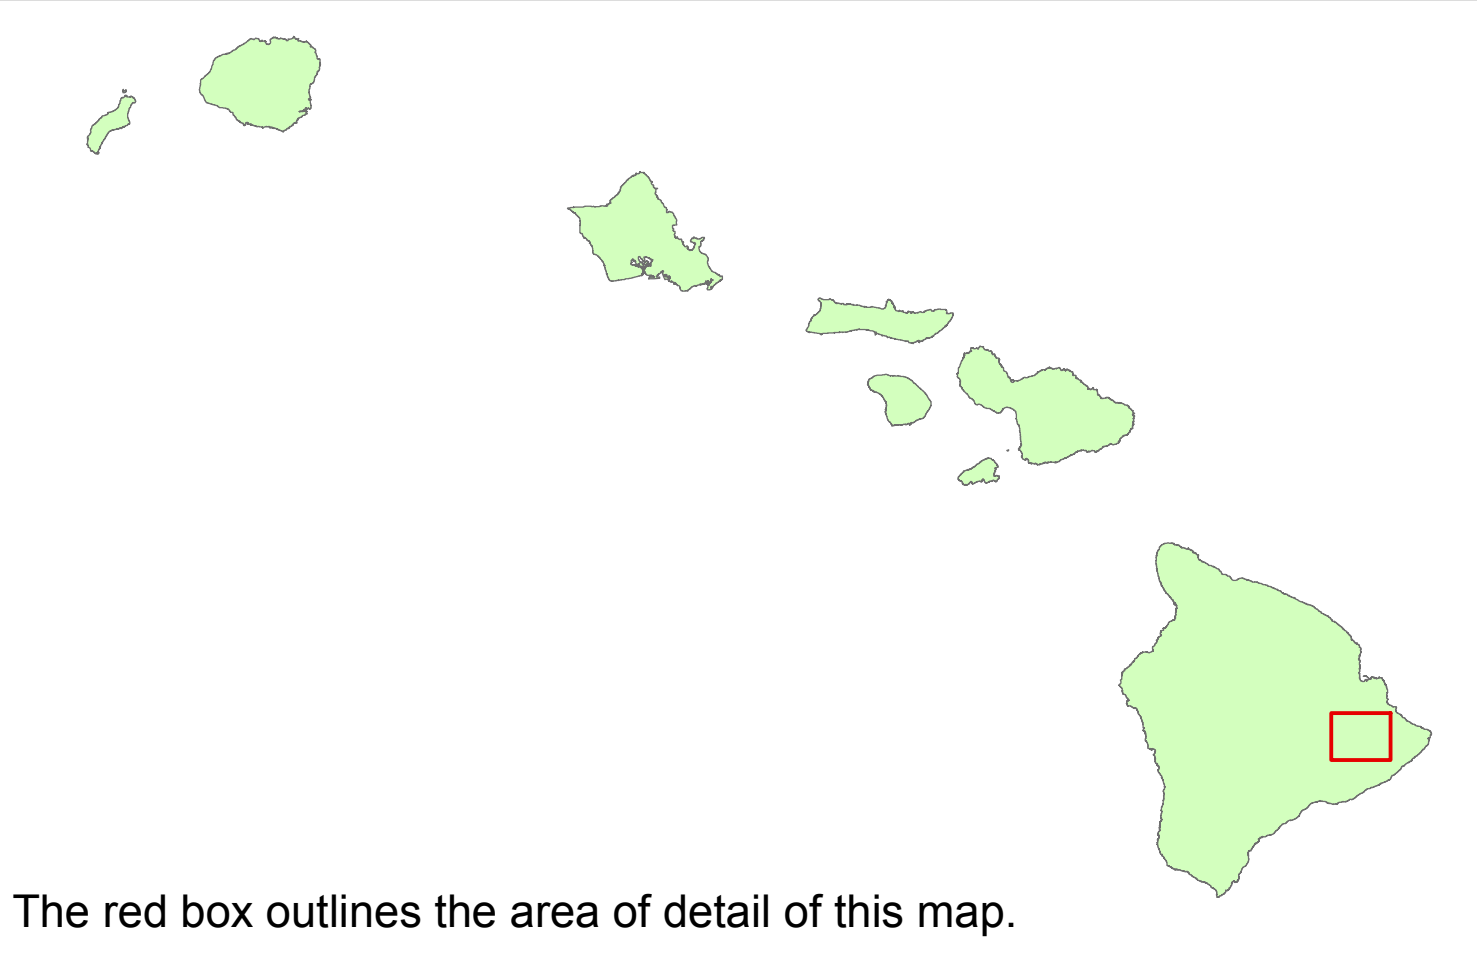 The red box outlines the area of detail of this map.